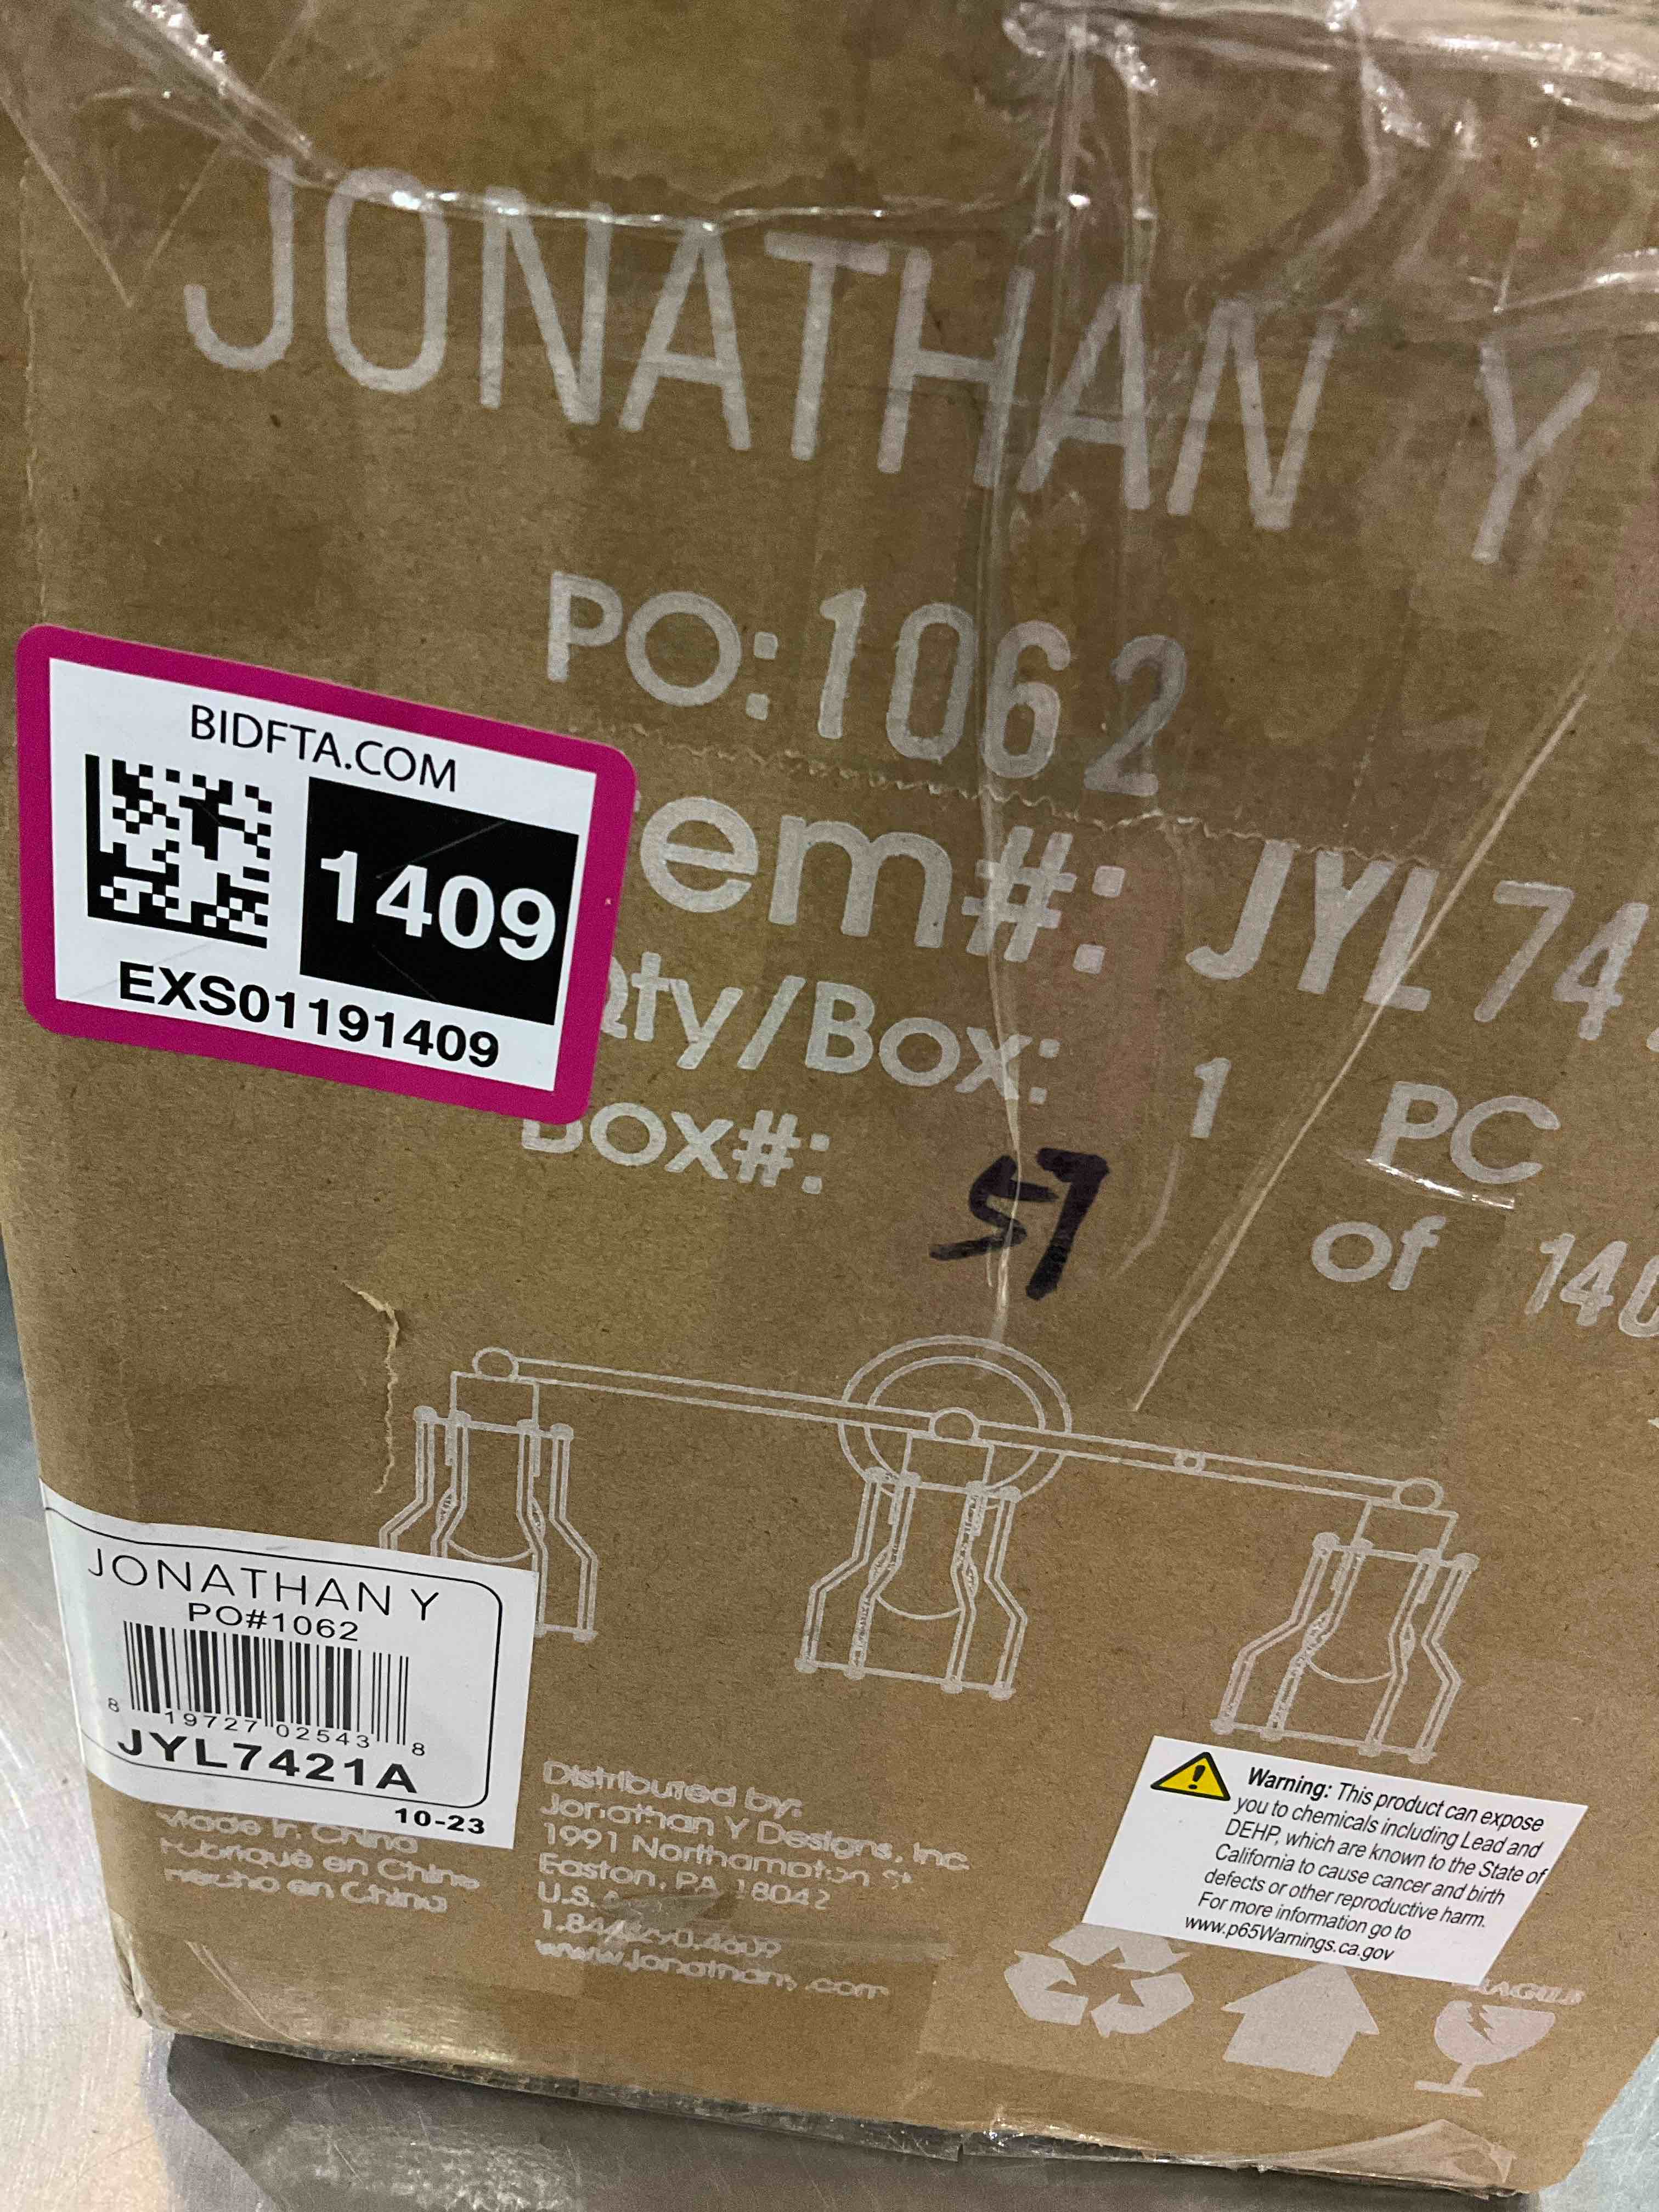 JONATHAN Y
PO: 1062
BIDFTA.COM
1409
EXS01191409
em#: JYL74
Qty/Box: 1 PC
Box#: 57 of 140
JONATHAN Y
PO#1062
8 19727 02543 8
JYL7421A
10-23
Made in China
Fabriqué en Chine
Hecho en China
Distributed by:
Jonathan Y Designs, Inc.
1991 Northampton St.
Easton, PA 18042
www.jonathany.com
Warning: This product can expose
you to chemicals including Lead and
DEHP, which are known to the State of
California to cause cancer and birth
defects or other reproductive harm.
For more information go to
www.p65Warnings.ca.gov
FRAGILE